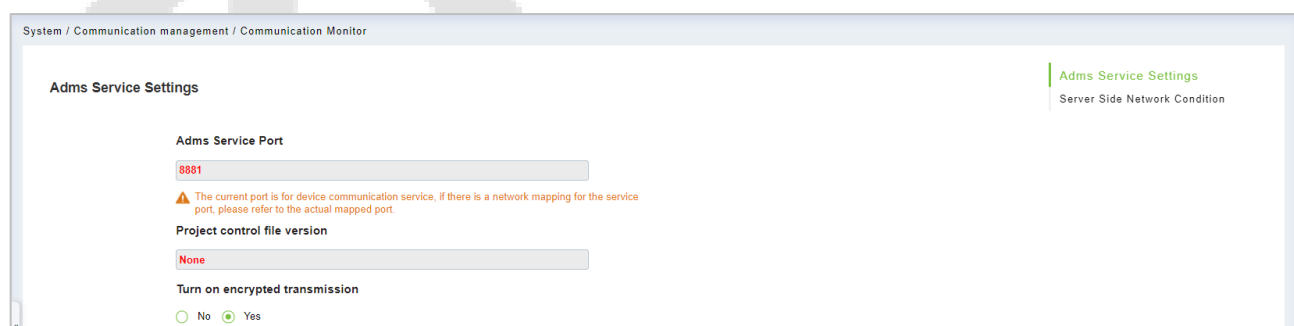 System / Communication management / Communication Monitor
Adms Service Settings
Adms Service Settings
Server Side Network Condition
Adms Service Port
8881
The current port is for device communication service, if there is a network mapping for the service
port, please refer to the actual mapped port.
Project control file version
None
Turn on encrypted transmission
No Yes